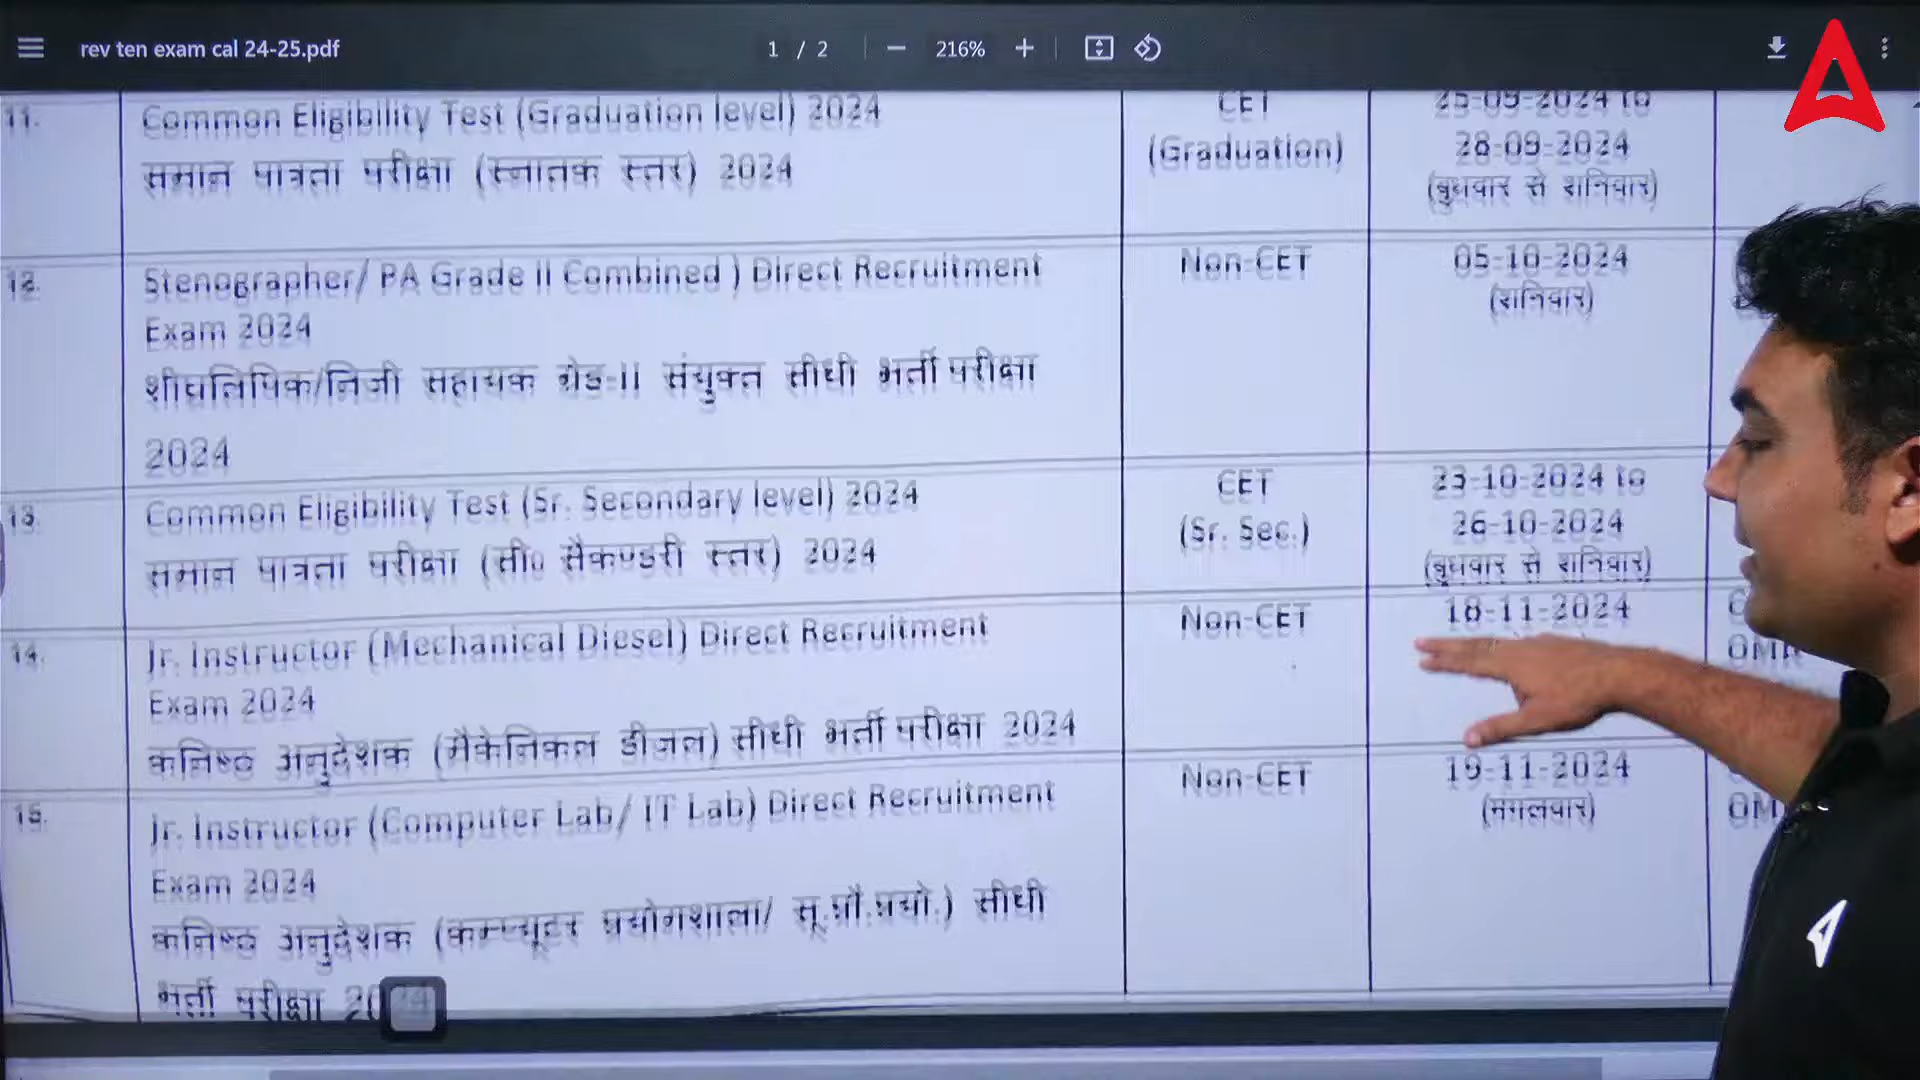 rev ten exam cal 24-25.pdf
1 / 2
216%
11.
Common Eligibility Test (Graduation level) 2024
समान पात्रता परीक्षा (स्नातक स्तर) 2024
CET
(Graduation)
25-09-2024 to
28-09-2024
(बुधवार से शनिवार)
12.
Stenographer/ PA Grade II Combined ) Direct Recruitment
Exam 2024
शीघ्रलिपिक/निजी सहायक ग्रेड-II संयुक्त सीधी भर्ती परीक्षा
2024
Non-CET
05-10-2024
(शनिवार)
13.
Common Eligibility Test (Sr. Secondary level) 2024
समान पात्रता परीक्षा (सी0 सैकण्डरी स्तर) 2024
CET
(Sr. Sec.)
23-10-2024 to
26-10-2024
(बुधवार से शनिवार)
14.
Jr. Instructor (Mechanical Diesel) Direct Recruitment
Exam 2024
कनिष्ठ अनुदेशक (मैकेनिकल डीजल) सीधी भर्ती परीक्षा 2024
Non-CET
18-11-2024
15.
Jr. Instructor (Computer Lab/ IT Lab) Direct Recruitment
Exam 2024
कनिष्ठ अनुदेशक (कम्प्यूटर प्रयोगशाला/ सू.प्रौ.प्रयो.) सीधी
भर्ती परीक्षा 2024
Non-CET
19-11-2024
(मंगलवार)